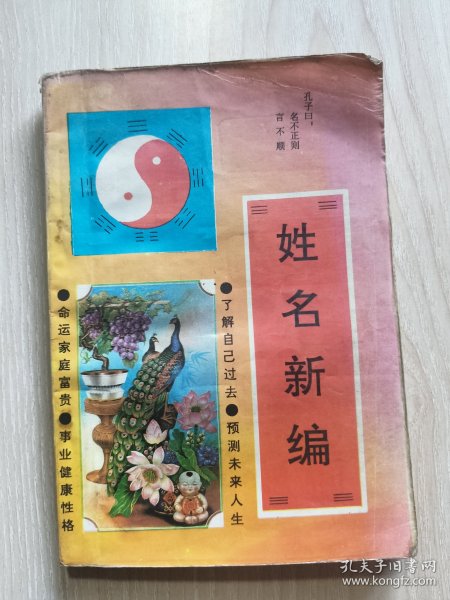 孔子曰：
名不正则
言不顺
姓名新编
●了解自己过去●预测未来人生
●命运家庭富贵●事业健康性格
孔夫子旧书网
www.kongfz.com